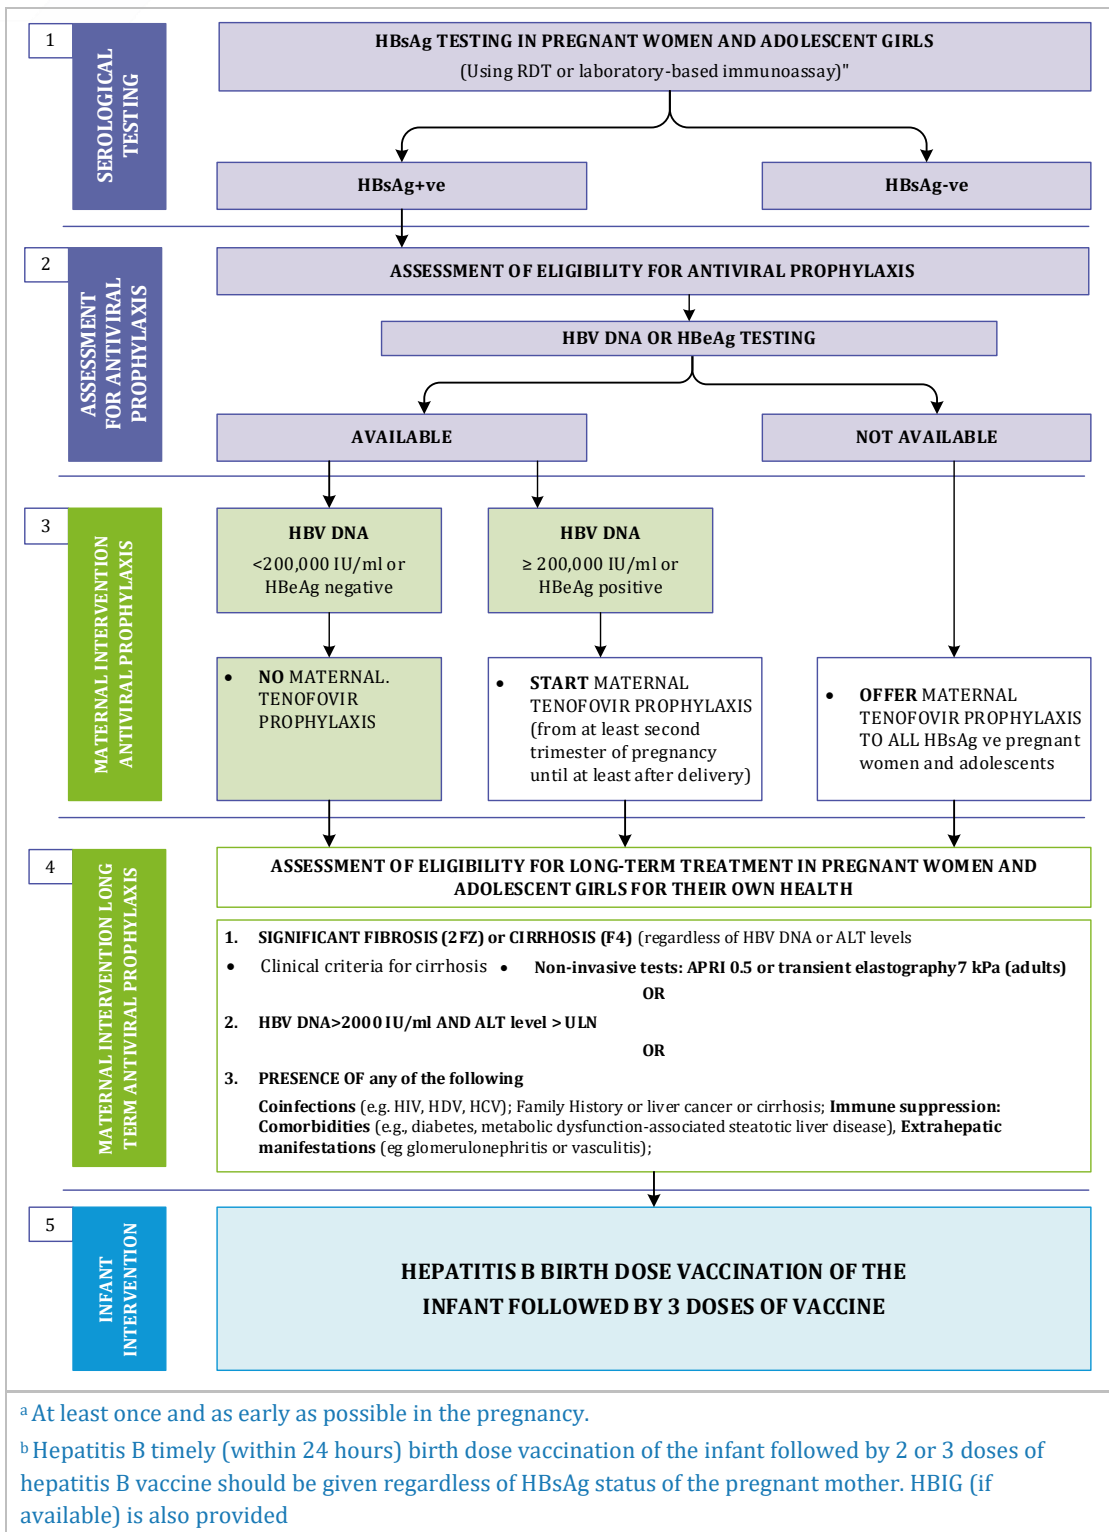 1
SEROLOGICAL
TESTING
HBsAg TESTING IN PREGNANT WOMEN AND ADOLESCENT GIRLS
(Using RDT or laboratory-based immunoassay)"
HBsAg+ve
HBsAg-ve
2
ASSESSMENT
FOR ANTIVIRAL
PROPHYLAXIS
ASSESSMENT OF ELIGIBILITY FOR ANTIVIRAL PROPHYLAXIS
HBV DNA OR HBeAg TESTING
AVAILABLE
NOT AVAILABLE
3
MATERNAL INTERVENTION
ANTIVIRAL PROPHYLAXIS
HBV DNA
<200,000 IU/ml or
HBeAg negative
HBV DNA
≥ 200,000 IU/ml or
HBeAg positive
• NO MATERNAL.
TENOFOVIR
PROPHYLAXIS
• START MATERNAL
TENOFOVIR PROPHYLAXIS
(from at least second
trimester of pregnancy
until at least after delivery)
• OFFER MATERNAL
TENOFOVIR PROPHYLAXIS
TO ALL HBsAg ve pregnant
women and adolescents
4
MATERNAL INTERVENTION LONG
TERM ANTIVIRAL PROPHYLAXIS
ASSESSMENT OF ELIGIBILITY FOR LONG-TERM TREATMENT IN PREGNANT WOMEN AND
ADOLESCENT GIRLS FOR THEIR OWN HEALTH
1. SIGNIFICANT FIBROSIS (2FZ) or CIRRHOSIS (F4) (regardless of HBV DNA or ALT levels
• Clinical criteria for cirrhosis • Non-invasive tests: APRI 0.5 or transient elastography7 kPa (adults)
OR
2. HBV DNA>2000 IU/ml AND ALT level > ULN
OR
3. PRESENCE OF any of the following
Coinfections (e.g. HIV, HDV, HCV); Family History or liver cancer or cirrhosis; Immune suppression:
Comorbidities (e.g., diabetes, metabolic dysfunction-associated steatotic liver disease), Extrahepatic
manifestations (eg glomerulonephritis or vasculitis);
5
INFANT
INTERVENTION
HEPATITIS B BIRTH DOSE VACCINATION OF THE
INFANT FOLLOWED BY 3 DOSES OF VACCINE
a At least once and as early as possible in the pregnancy.
b Hepatitis B timely (within 24 hours) birth dose vaccination of the infant followed by 2 or 3 doses of
hepatitis B vaccine should be given regardless of HBsAg status of the pregnant mother. HBIG (if
available) is also provided